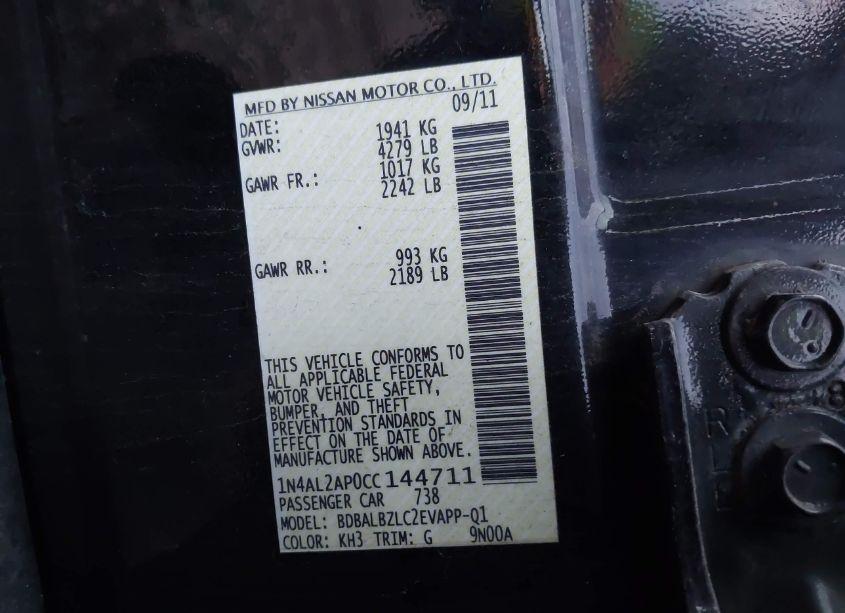 MFD BY NISSAN MOTOR CO., LTD.
DATE: 09/11
GVWR: 1941 KG
4279 LB
GAWR FR.: 1017 KG
2242 LB
GAWR RR.: 993 KG
2189 LB
THIS VEHICLE CONFORMS TO
ALL APPLICABLE FEDERAL
MOTOR VEHICLE SAFETY,
BUMPER, AND THEFT
PREVENTION STANDARDS IN
EFFECT ON THE DATE OF
MANUFACTURE SHOWN ABOVE.
1N4AL2AP0CC144711
PASSENGER CAR 738
MODEL: BDBALBZLC2EVAPP-Q1
COLOR: KH3 TRIM: G 9N00A